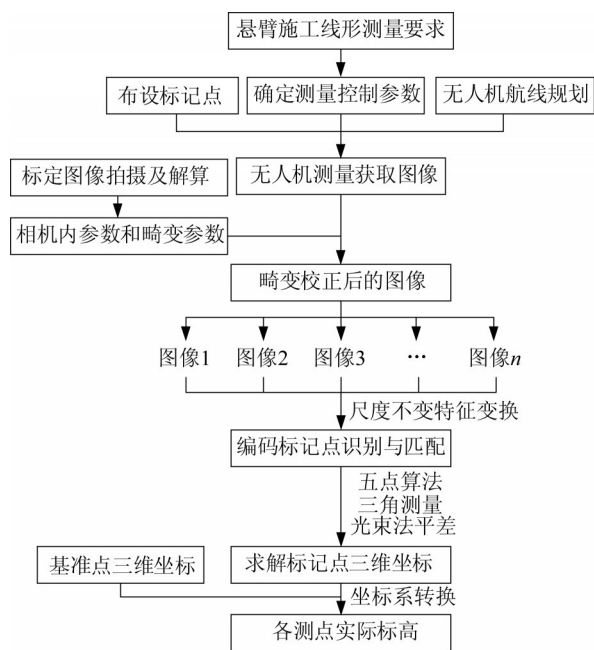 悬臂施工线形测量要求
布设标记点
确定测量控制参数
无人机航线规划
标定图像拍摄及解算
无人机测量获取图像
相机内参数和畸变参数
畸变校正后的图像
图像1
图像2
图像3
···
图像n
尺度不变特征变换
编码标记点识别与匹配
五点算法
三角测量
光束法平差
基准点三维坐标
求解标记点三维坐标
坐标系转换
各测点实际标高